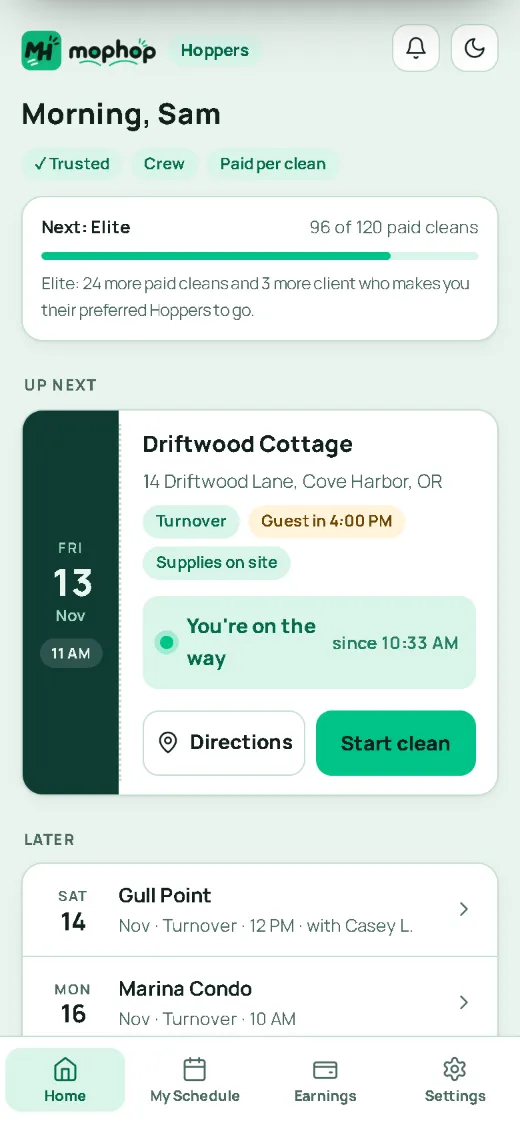 MH mophop Hoppers
Morning, Sam
✓ Trusted Crew Paid per clean
Next: Elite 96 of 120 paid cleans
Elite: 24 more paid cleans and 3 more client who makes you
their preferred Hoppers to go.
UP NEXT
FRI
13
Nov
11 AM
Driftwood Cottage
14 Driftwood Lane, Cove Harbor, OR
Turnover Guest in 4:00 PM
Supplies on site
You're on the
way
since 10:33 AM
Directions Start clean
LATER
SAT
14
Gull Point
Nov · Turnover · 12 PM · with Casey L.
MON
16
Marina Condo
Nov · Turnover · 10 AM
Home My Schedule Earnings Settings